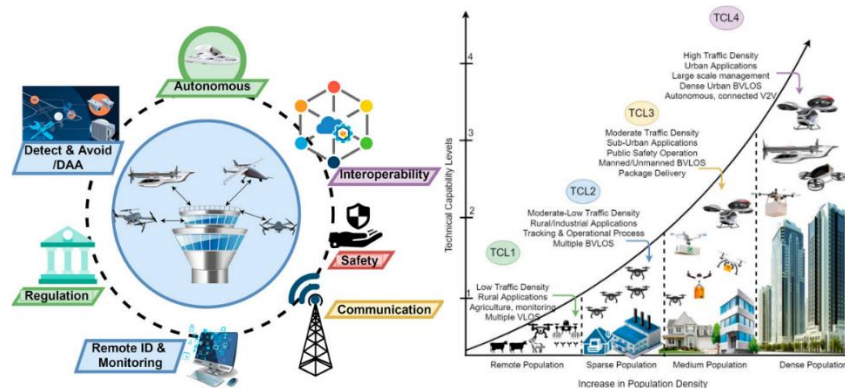 Autonomous
Detect & Avoid
/DAA
Interoperability
Safety
Regulation
Communication
Remote ID &
Monitoring
Technical Capability Levels
4
3
2
1
TCL4
High Traffic Density
Urban Applications
Large scale management
Dense Urban BVLOS
Autonomous, connected V2V
TCL3
Moderate Traffic Density
Sub-Urban Applications
Public Safety Operation
Manned/Unmanned BVLOS
Package Delivery
TCL2
Moderate-Low Traffic Density
Rural/Industrial Applications
Tracking & Operational Process
Multiple BVLOS
TCL1
Low Traffic Density
Rural Applications
Agriculture, monitoring
Multiple VLOS
Remote Population
Sparse Population
Medium Population
Dense Population
Increase in Population Density